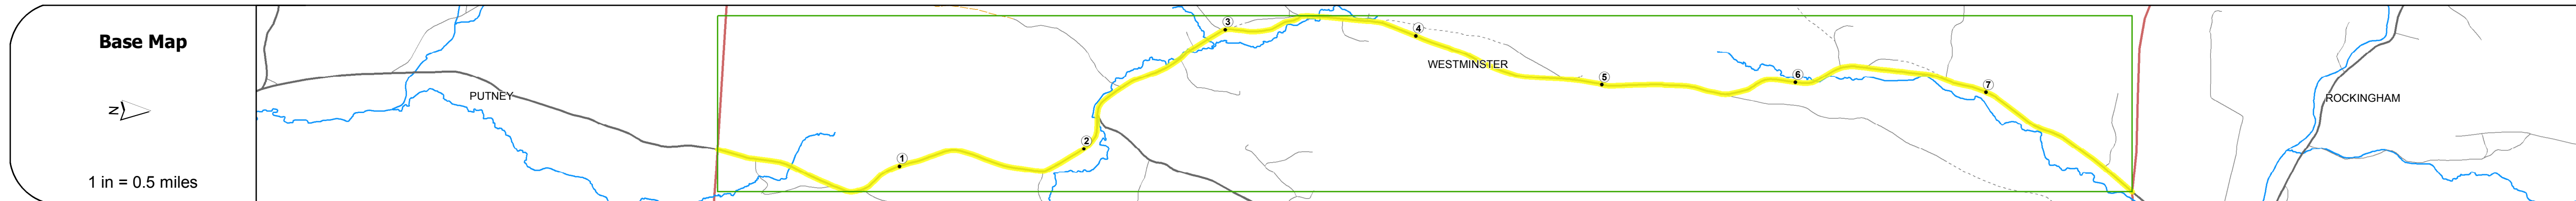 Base Map
N
1 in = 0.5 miles
PUTNEY
1
2
3
4
WESTMINSTER
5
6
7
ROCKINGHAM